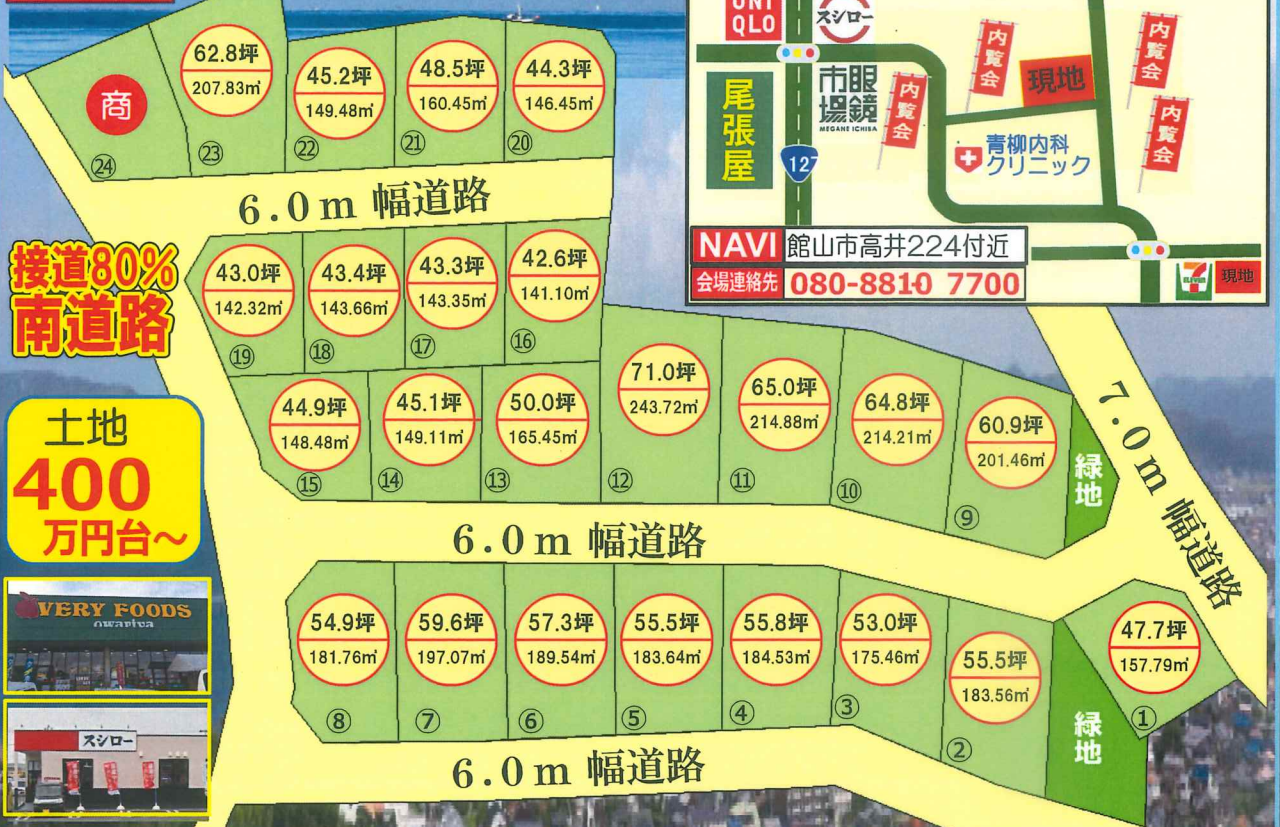 62.8坪
207.83㎡
㉓
45.2坪
149.48㎡
㉒
48.5坪
160.45㎡
㉑
44.3坪
146.45㎡
⑳
商
㉔
6.0m 幅道路
接道80%
南道路
43.0坪
142.32㎡
⑲
43.4坪
143.66㎡
⑱
43.3坪
143.35㎡
⑰
42.6坪
141.10㎡
⑯
土地
400
万円台～
44.9坪
148.48㎡
⑮
45.1坪
149.11㎡
⑭
50.0坪
165.45㎡
⑬
71.0坪
243.72㎡
⑫
65.0坪
214.88㎡
⑪
64.8坪
214.21㎡
⑩
60.9坪
201.46㎡
⑨
緑地
7.0m 幅道路
6.0m 幅道路
54.9坪
181.76㎡
⑧
59.6坪
197.07㎡
⑦
57.3坪
189.54㎡
⑥
55.5坪
183.64㎡
⑤
55.8坪
184.53㎡
④
53.0坪
175.46㎡
③
55.5坪
183.56㎡
②
緑地
47.7坪
157.79㎡
①
6.0m 幅道路
VERY FOODS
owariya
スシロー
UNI
QLO
スシロー
尾張屋
眼鏡
市場
MEGANE ICHIBA
127
内覧会
内覧会
内覧会
内覧会
現地
青柳内科
クリニック
NAVI 館山市高井224付近
会場連絡先 080-8810 7700
7
ELEVEN
現地